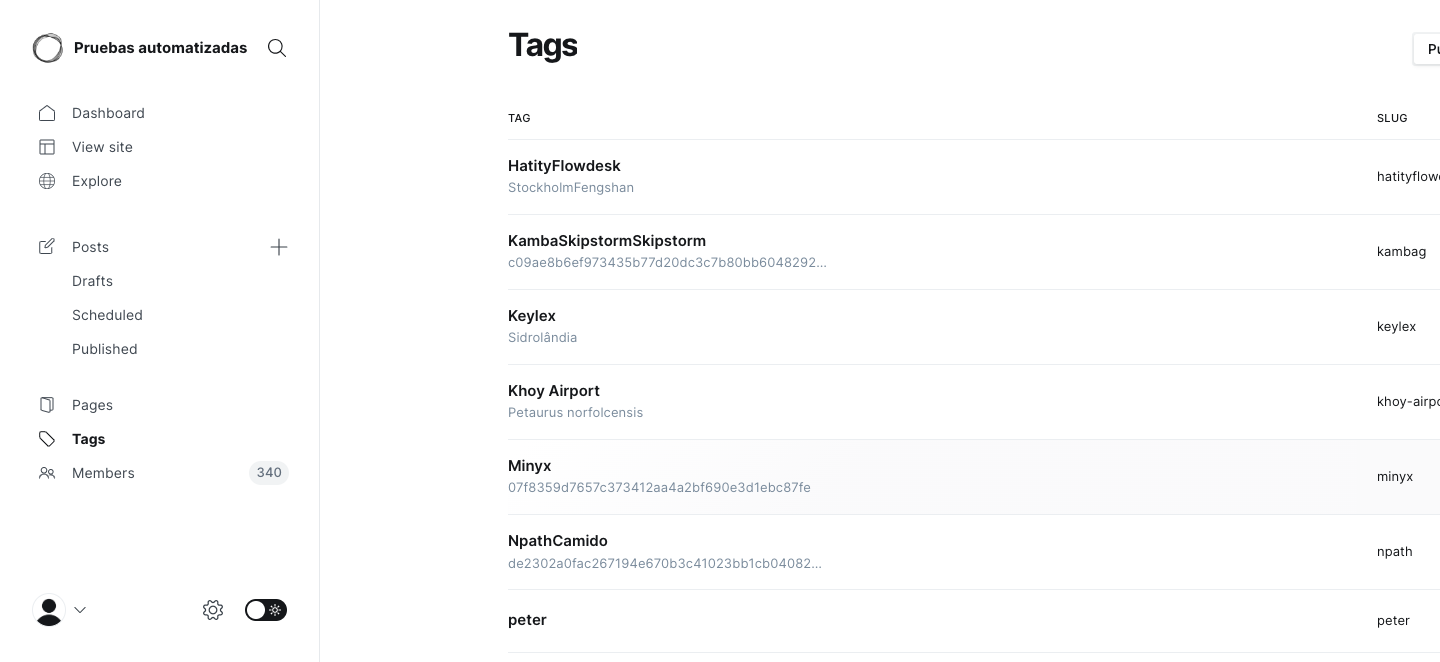 Pruebas automatizadas
Dashboard
View site
Explore
Posts
Drafts
Scheduled
Published
Pages
Tags
Members 340
Tags
Pu
TAG SLUG
HatityFlowdesk
StockholmFengshan
hatityflow
KambaSkipstormSkipstorm
c09ae8b6ef973435b77d20dc3c7b80bb6048292...
kambag
Keylex
Sidrolândia
keylex
Khoy Airport
Petaurus norfolcensis
khoy-airpo
Minyx
07f8359d7657c373412aa4a2bf690e3d1ebc87fe
minyx
NpathCamido
de2302a0fac267194e670b3c41023bb1cb04082...
npath
peter
peter